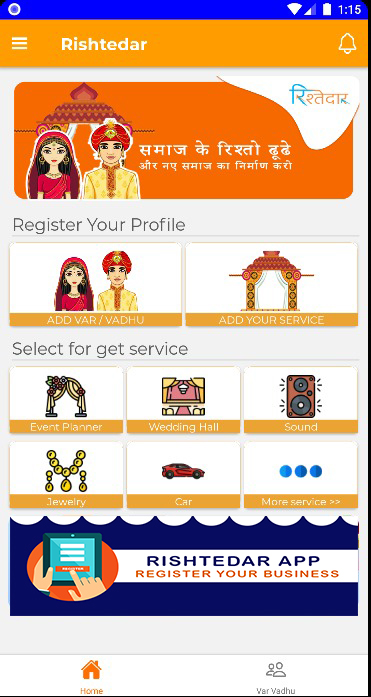 1:15
Rishtedar
रिश्तेदार
समाज के रिश्तो ढूढे
और नए समाज का निर्माण करो
Register Your Profile
ADD VAR / VADHU
ADD YOUR SERVICE
Select for get service
Event Planner
Wedding Hall
Sound
Jewelry
Car
More service >>
RISHTEDAR APP
REGISTER YOUR BUSINESS
REGISTER
Home
Var Vadhu